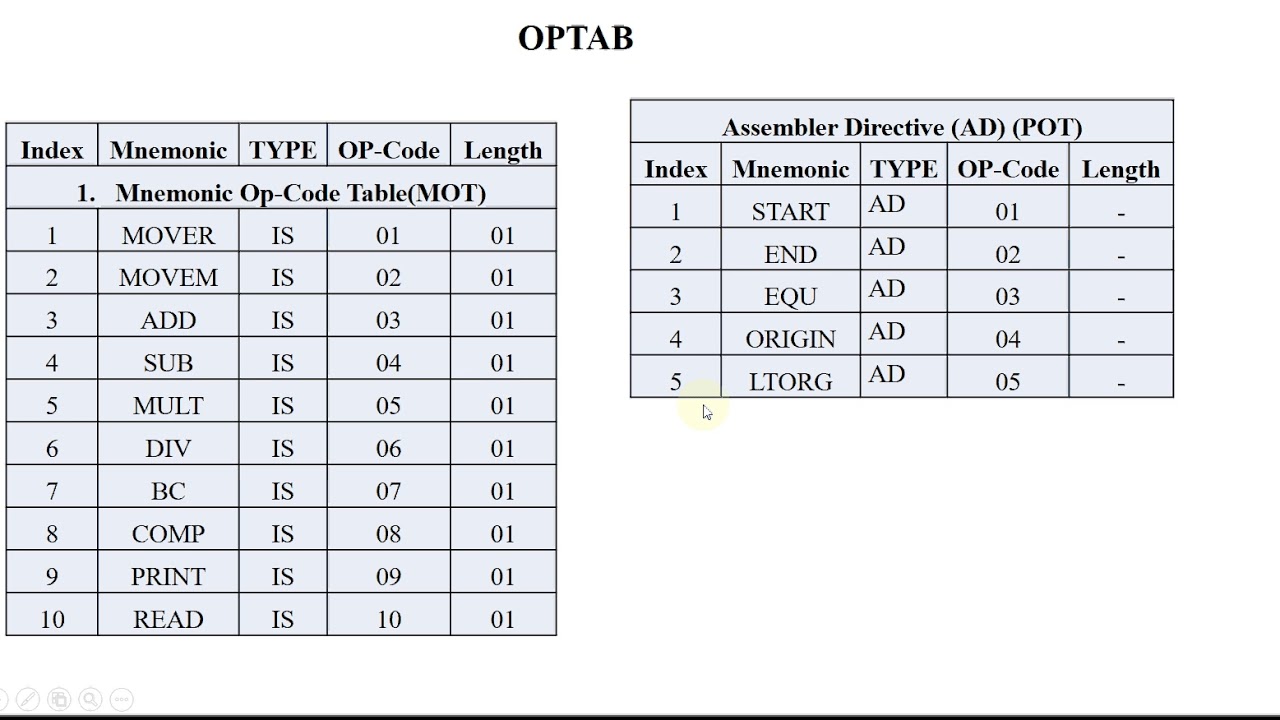 OPTAB
Index Mnemonic TYPE OP-Code Length
1. Mnemonic Op-Code Table(MOT)
1 MOVER IS 01 01
2 MOVEM IS 02 01
3 ADD IS 03 01
4 SUB IS 04 01
5 MULT IS 05 01
6 DIV IS 06 01
7 BC IS 07 01
8 COMP IS 08 01
9 PRINT IS 09 01
10 READ IS 10 01
Assembler Directive (AD) (POT)
Index Mnemonic TYPE OP-Code Length
1 START AD 01 -
2 END AD 02 -
3 EQU AD 03 -
4 ORIGIN AD 04 -
5 LTORG AD 05 -